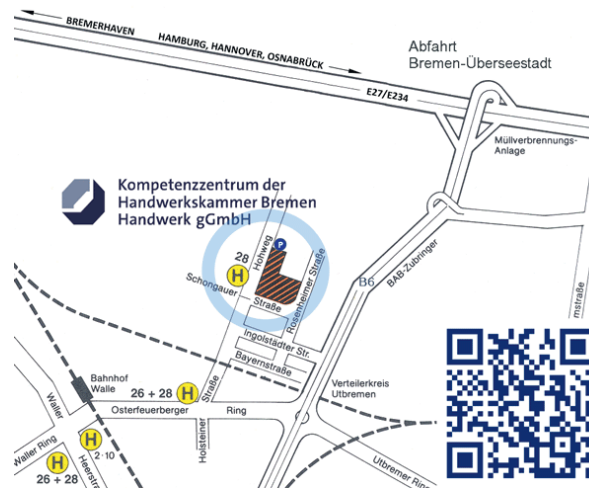 BREMERHAVEN
HAMBURG, HANNOVER, OSNABRÜCK
E27/E234
Abfahrt
Bremen-Überseestadt
Müllverbrennungs-
Anlage
Kompetenzzentrum der
Handwerkskammer Bremen
Handwerk gGmbH
P
Hohweg
28
H
Schongauer
Straße
Rosenheimer Straße
B6
BAB-Zubringer
Ingolstädter Str.
Bayernstraße
mstraße
Bahnhof
Walle
26 + 28
H
Straße
Verteilerkreis
Utbremen
Waller
Osterfeuerberger
Ring
Holsteiner
H
2·10
Waller Ring
H
26 + 28
Heerstra
Utbremer Ring